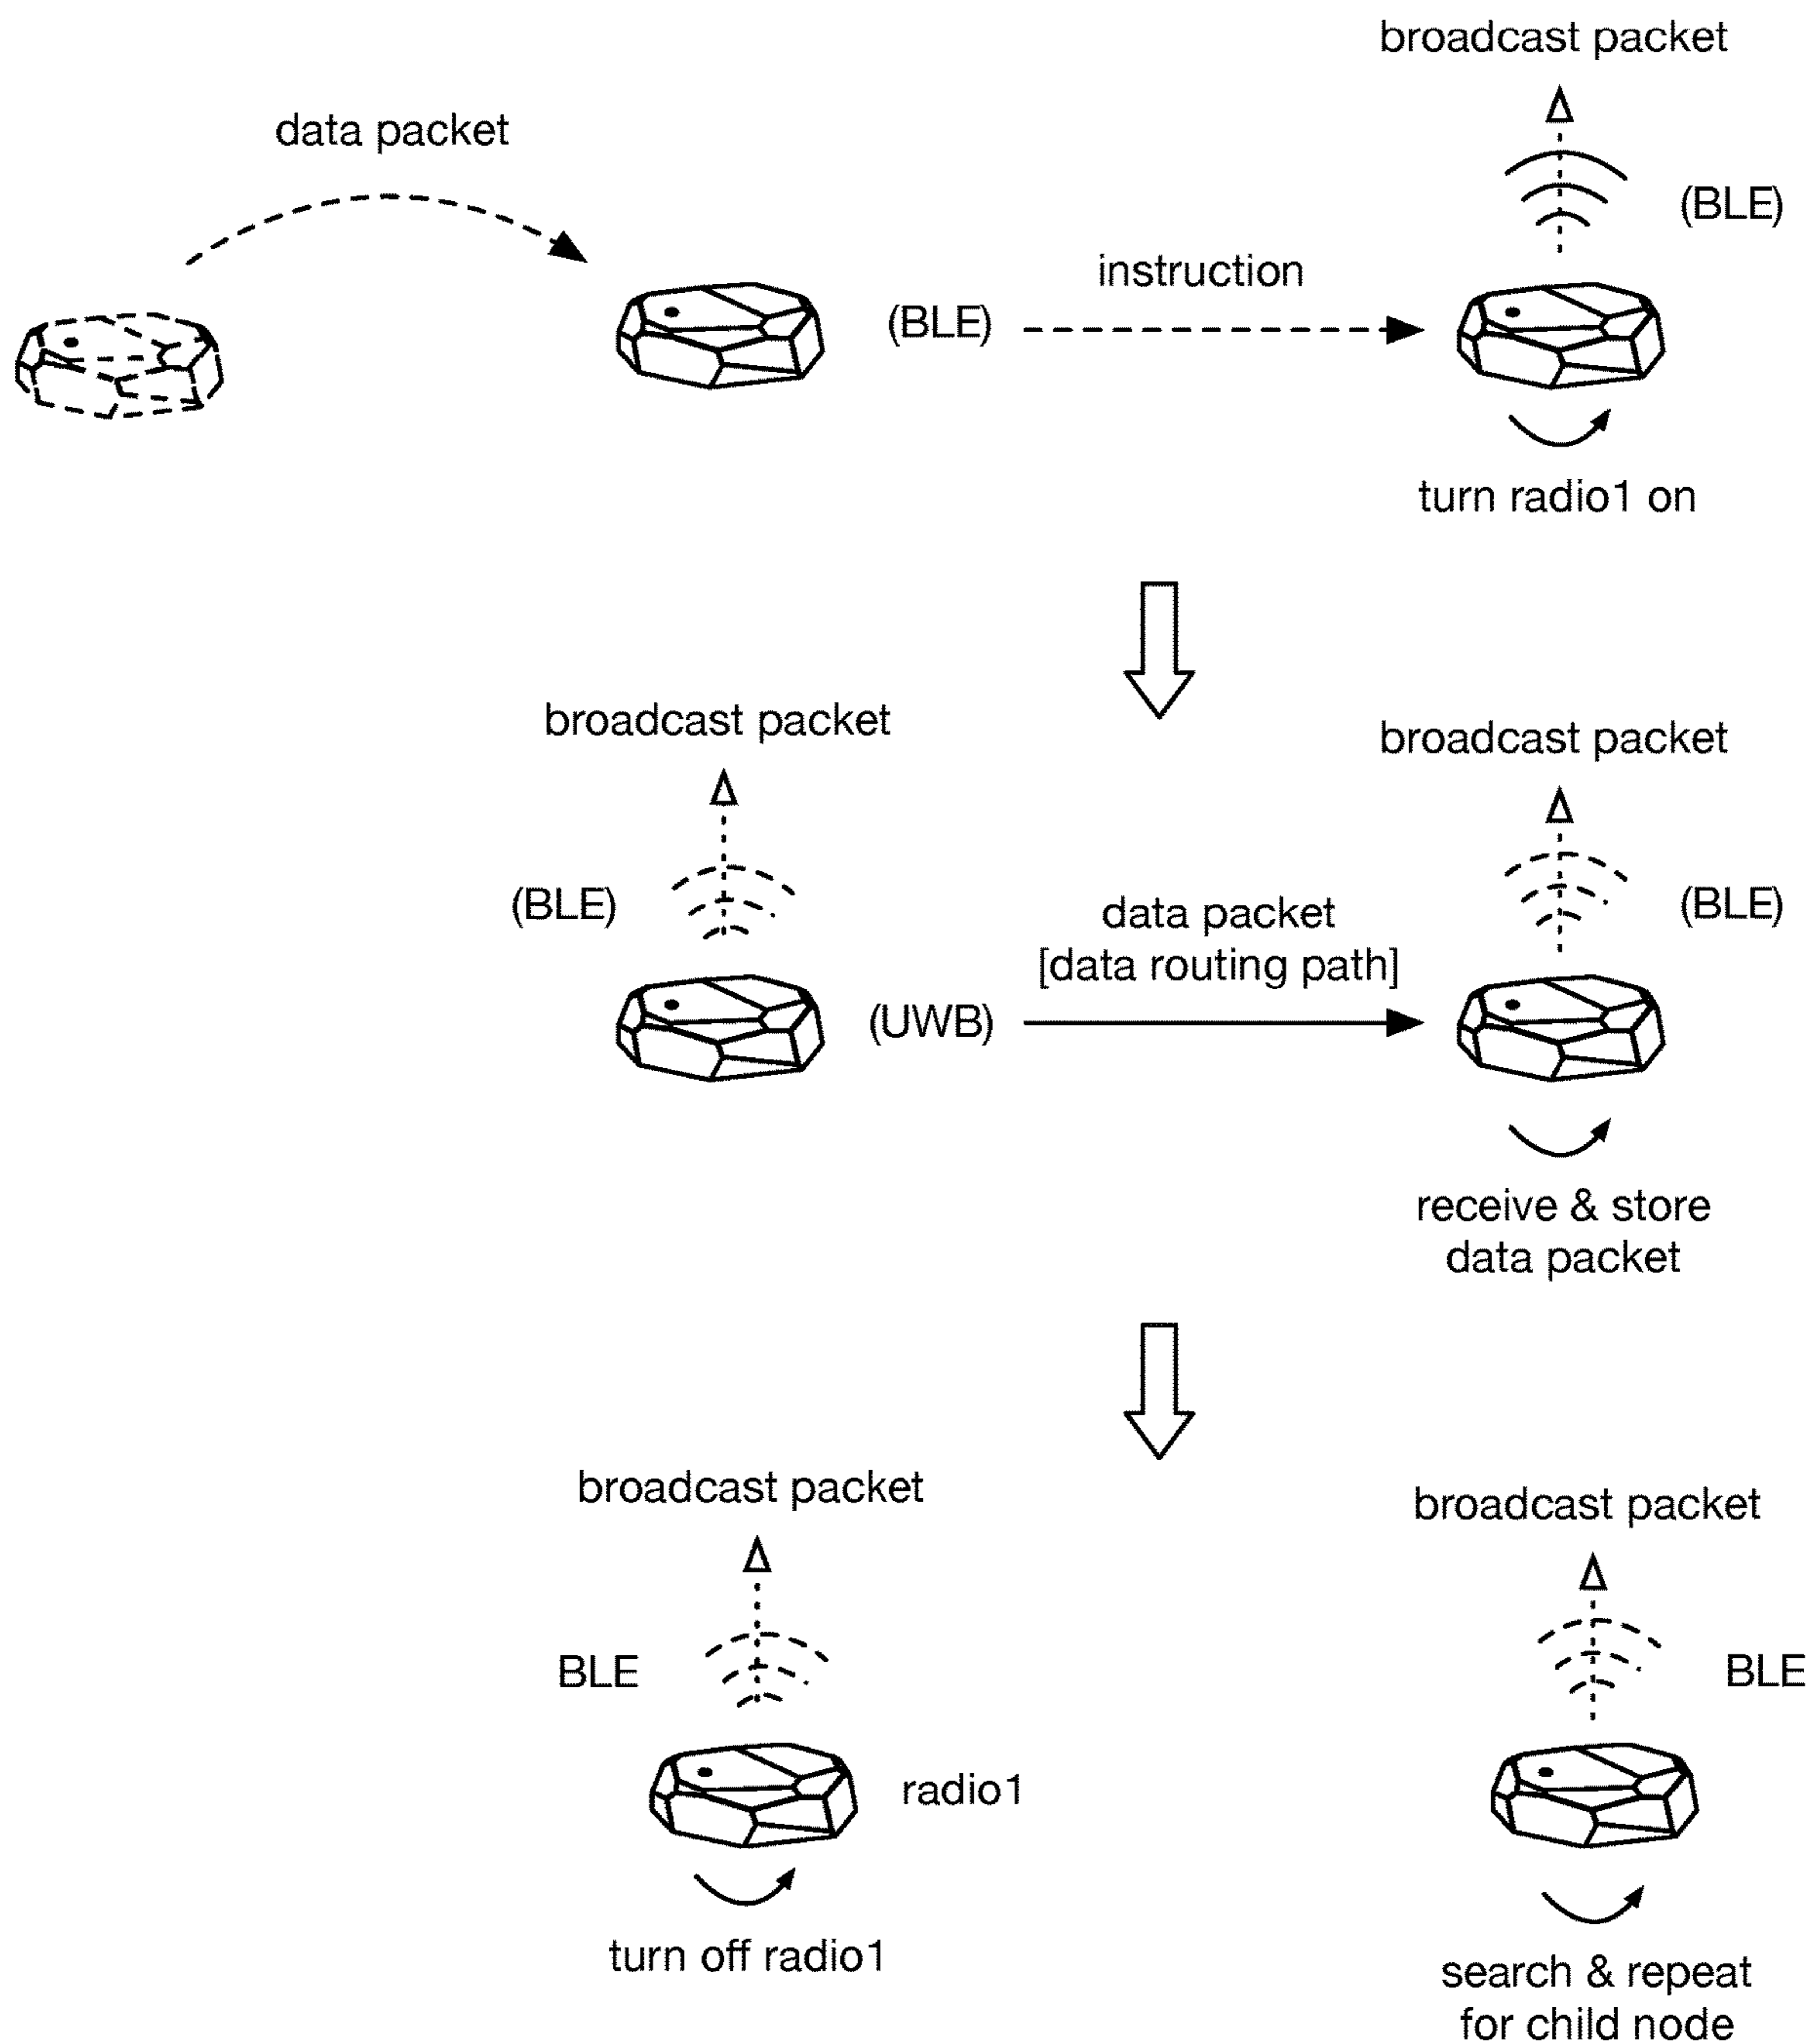 broadcast packet
data packet
(BLE)
instruction
(BLE)
turn radio1 on
broadcast packet
broadcast packet
(BLE)
(BLE)
data packet
[data routing path]
(UWB)
receive & store
data packet
broadcast packet
broadcast packet
BLE
BLE
radio1
turn off radio1
search & repeat
for child node